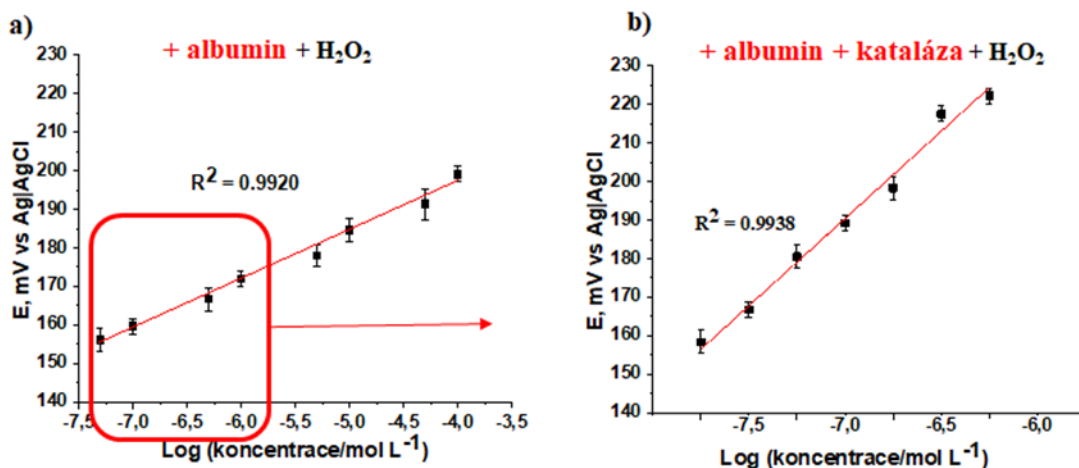 a)
+ albumin + H₂O₂
E, mV vs Ag|AgCl
210
200
190
180
170
160
150
140
R² = 0.9920
-7,5 -7,0 -6,5 -6,0 -5,5 -5,0 -4,5 -4,0 -3,5
Log (koncentrace/mol L⁻¹)
b)
+ albumin + kataláza + H₂O₂
E, mV vs Ag|AgCl
230
220
210
200
190
180
170
160
150
140
R² = 0.9938
-7,5 -7,0 -6,5 -6,0
Log (koncentrace/mol L⁻¹)